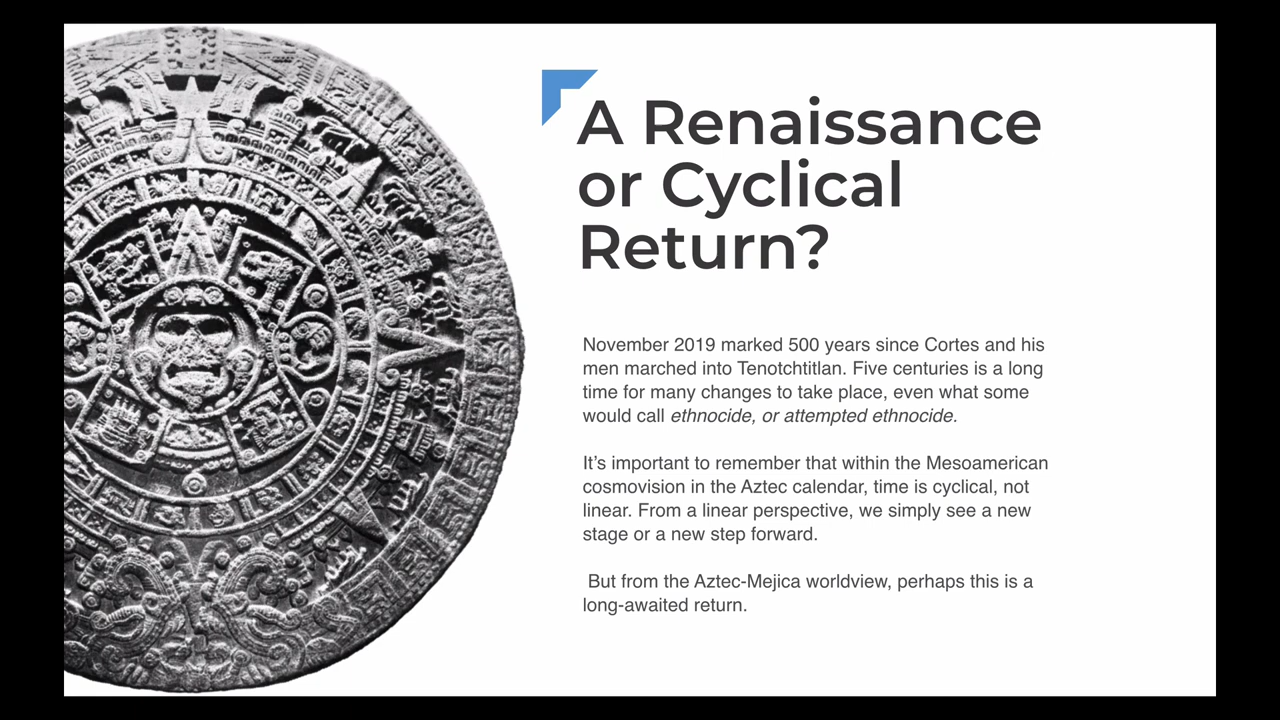 A Renaissance
or Cyclical
Return?
November 2019 marked 500 years since Cortes and his
men marched into Tenotchtitlan. Five centuries is a long
time for many changes to take place, even what some
would call ethnocide, or attempted ethnocide.
It’s important to remember that within the Mesoamerican
cosmovision in the Aztec calendar, time is cyclical, not
linear. From a linear perspective, we simply see a new
stage or a new step forward.
But from the Aztec-Mejica worldview, perhaps this is a
long-awaited return.